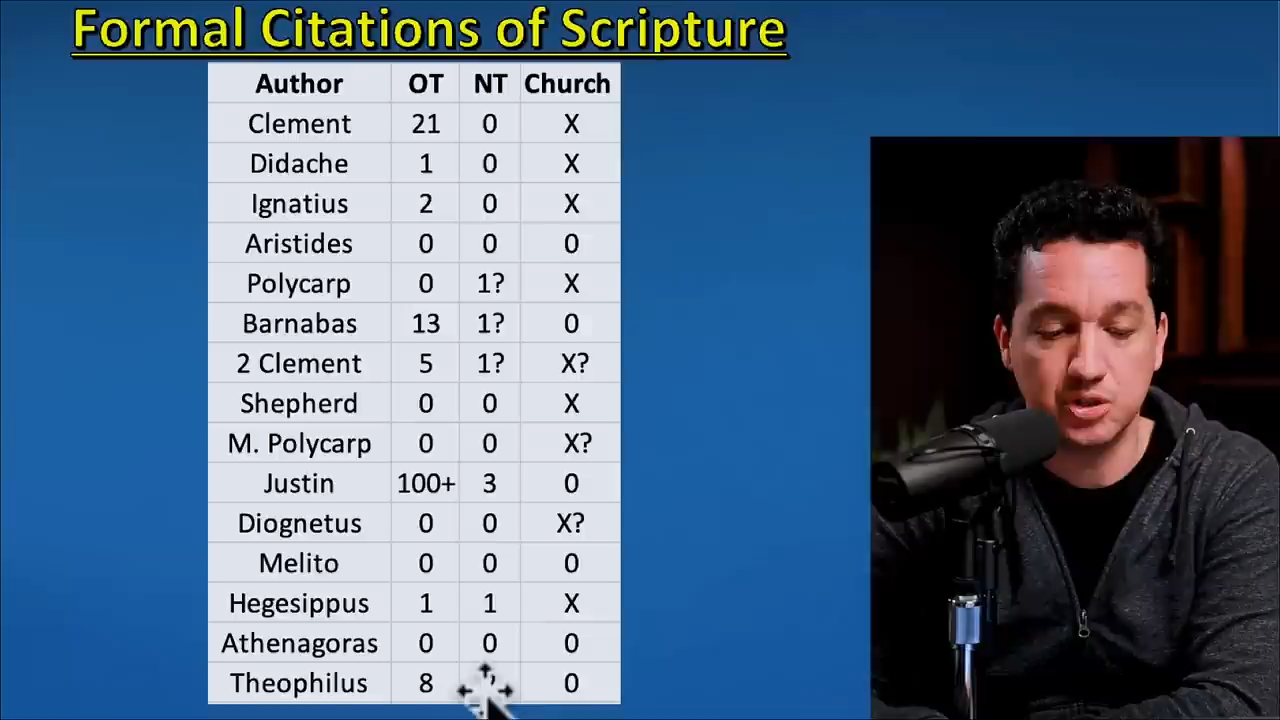 Formal Citations of Scripture
Author OT NT Church
Clement 21 0 X
Didache 1 0 X
Ignatius 2 0 X
Aristides 0 0 0
Polycarp 0 1? X
Barnabas 13 1? 0
2 Clement 5 1? X?
Shepherd 0 0 X
M. Polycarp 0 0 X?
Justin 100+ 3 0
Diognetus 0 0 X?
Melito 0 0 0
Hegesippus 1 1 X
Athenagoras 0 0 0
Theophilus 8 0